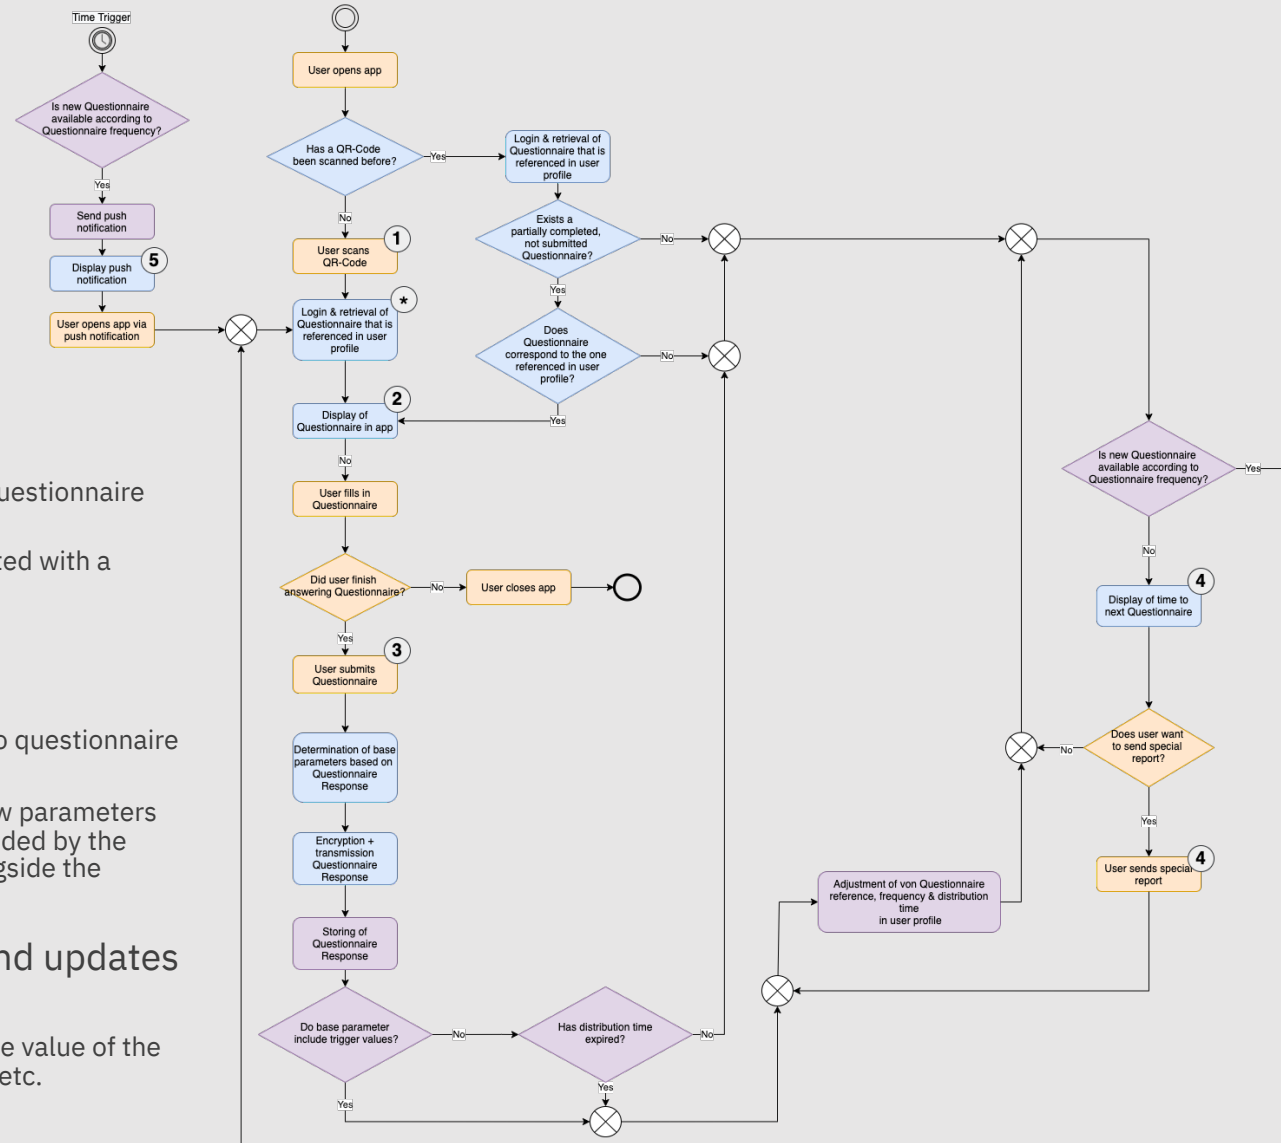 Time Trigger
Is new Questionnaire
available according to
Questionnaire frequency?
Yes
Send push
notification
Display push
notification
5
User opens app via
push notification
User opens app
Has a QR-Code
been scanned before?
Yes
No
User scans
QR-Code
1
Login & retrieval of
Questionnaire that is
referenced in user
profile
*
Display of
Questionnaire in app
2
No
User fills in
Questionnaire
Did user finish
answering Questionnaire?
No
User closes app
Yes
User submits
Questionnaire
3
Determination of base
parameters based on
Questionnaire
Response
Encryption +
transmission
Questionnaire
Response
Storing of
Questionnaire
Response
Do base parameter
include trigger values?
No
Yes
Has distribution time
expired?
No
Yes
Login & retrieval of
Questionnaire that is
referenced in user
profile
Exists a
partially completed,
not submitted
Questionnaire?
No
Yes
Does
Questionnaire
correspond to the one
referenced in user
profile?
No
Yes
Is new Questionnaire
available according to
Questionnaire frequency?
Yes
No
Display of time to
next Questionnaire
4
Does user want
to send special
report?
No
Yes
User sends special
report
4
Adjustment of von Questionnaire
reference, frequency & distribution
time
in user profile
uestionnaire
ted with a
o questionnaire
w parameters
ded by the
gside the
nd updates
e value of the
etc.